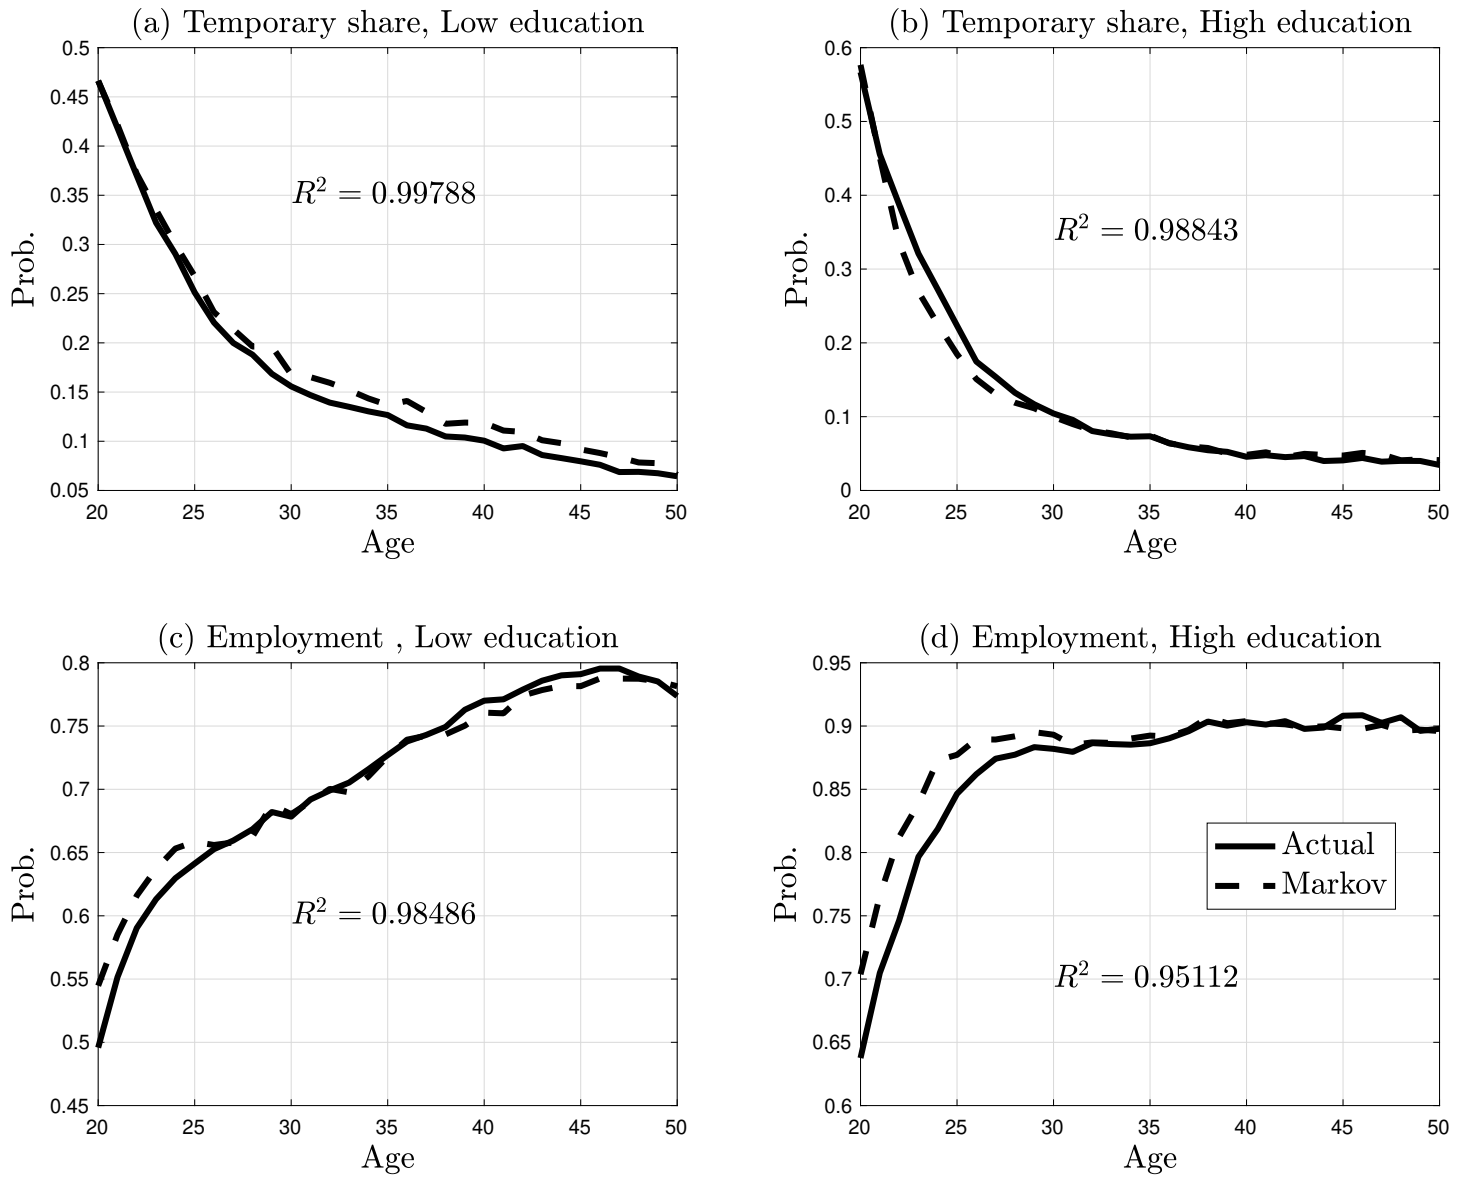 (a) Temporary share, Low education
0.5
0.45
0.4
0.35
0.3
0.25
0.2
0.15
0.1
0.05
Prob.
R² = 0.99788
20 25 30 35 40 45 50
Age
(b) Temporary share, High education
0.6
0.5
0.4
0.3
0.2
0.1
0
Prob.
R² = 0.98843
20 25 30 35 40 45 50
Age
(c) Employment , Low education
0.8
0.75
0.7
0.65
0.6
0.55
0.5
0.45
Prob.
R² = 0.98486
20 25 30 35 40 45 50
Age
(d) Employment, High education
0.95
0.9
0.85
0.8
0.75
0.7
0.65
0.6
Prob.
Actual
Markov
R² = 0.95112
20 25 30 35 40 45 50
Age